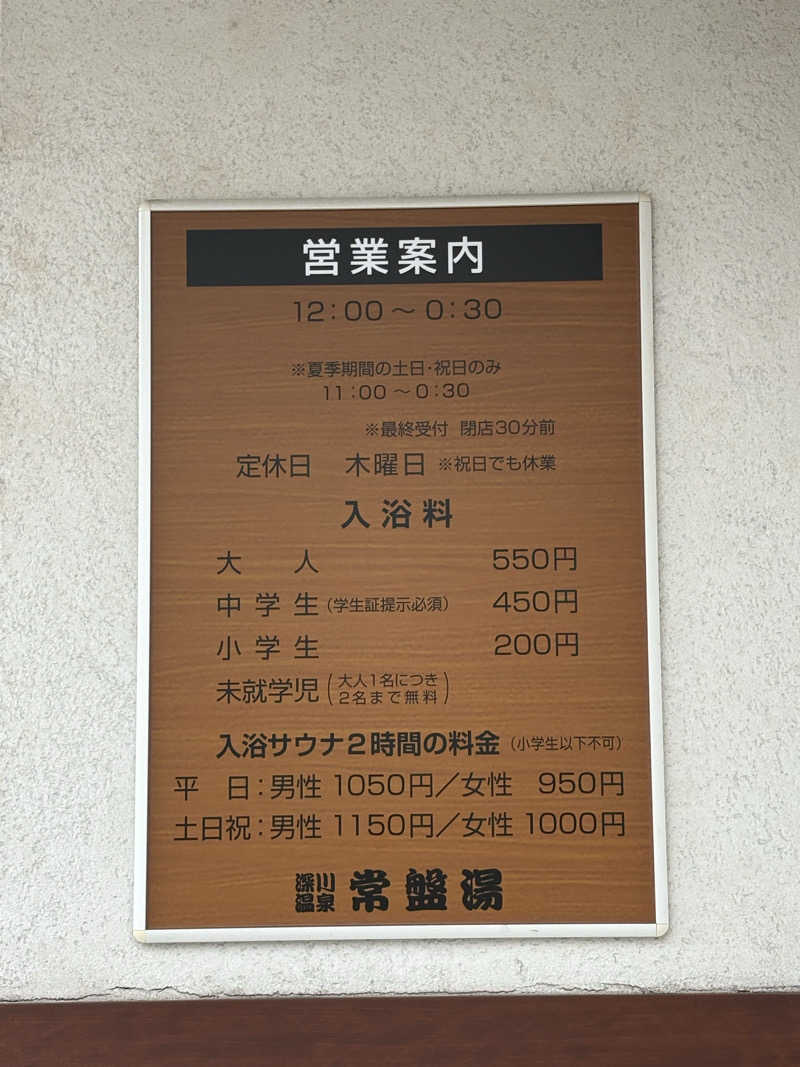 営業案内
12:00～0:30
※夏季期間の土日・祝日のみ
11:00～0:30
※最終受付 閉店30分前
定休日 木曜日 ※祝日でも休業
入浴料
大人 550円
中学生(学生証提示必須) 450円
小学生 200円
未就学児(大人1名につき
2名まで無料)
入浴サウナ2時間の料金(小学生以下不可)
平日:男性 1050円／女性 950円
土日祝:男性 1150円／女性 1000円
深川温泉 常盤湯